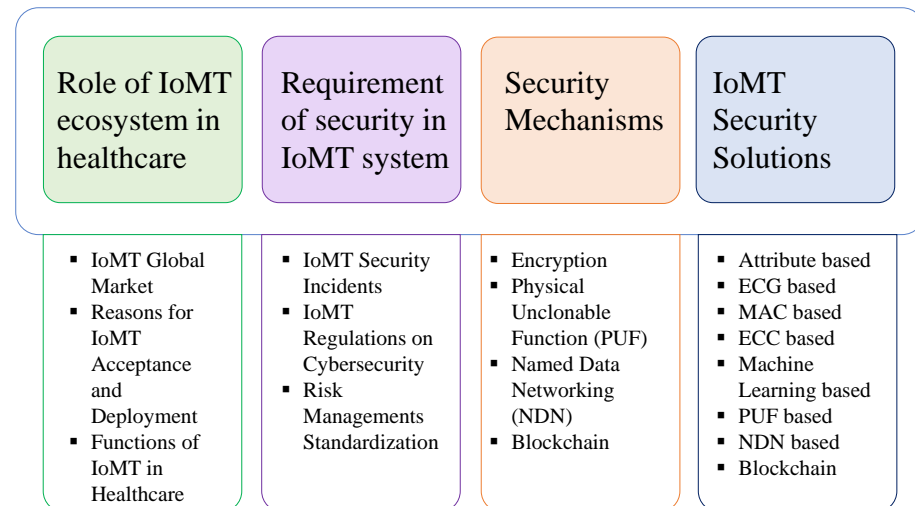 Role of IoMT
ecosystem in
healthcare
Requirement
of security in
IoMT system
Security
Mechanisms
IoMT
Security
Solutions
▪ IoMT Global
Market
▪ Reasons for
IoMT
Acceptance
and
Deployment
▪ Functions of
IoMT in
Healthcare
▪ IoMT Security
Incidents
▪ IoMT
Regulations on
Cybersecurity
▪ Risk
Managements
Standardization
▪ Encryption
▪ Physical
Unclonable
Function (PUF)
▪ Named Data
Networking
(NDN)
▪ Blockchain
▪ Attribute based
▪ ECG based
▪ MAC based
▪ ECC based
▪ Machine
Learning based
▪ PUF based
▪ NDN based
▪ Blockchain